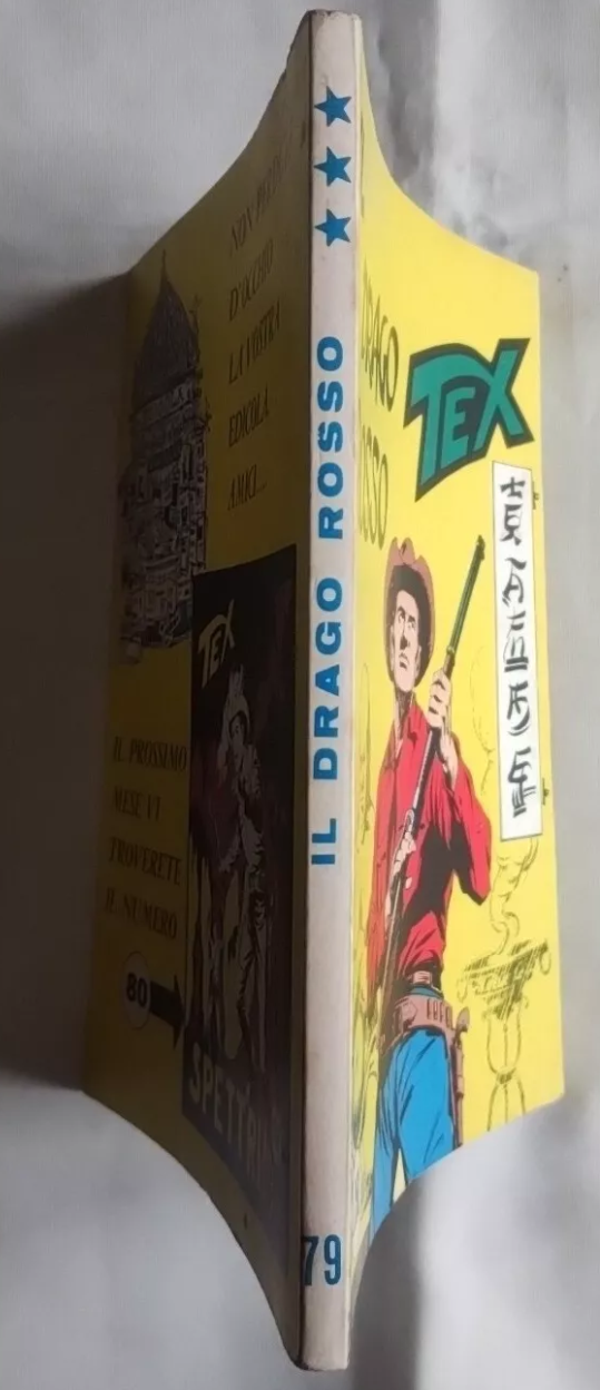 NON PERDETE
D'OCCHIO
LA VOSTRA
EDICOLA
AMICI...
TEX
IL PROSSIMO
MESE VI
TROVERETE
IL NUMERO
80
★★★
IL DRAGO ROSSO
79
DRAGO
TEX